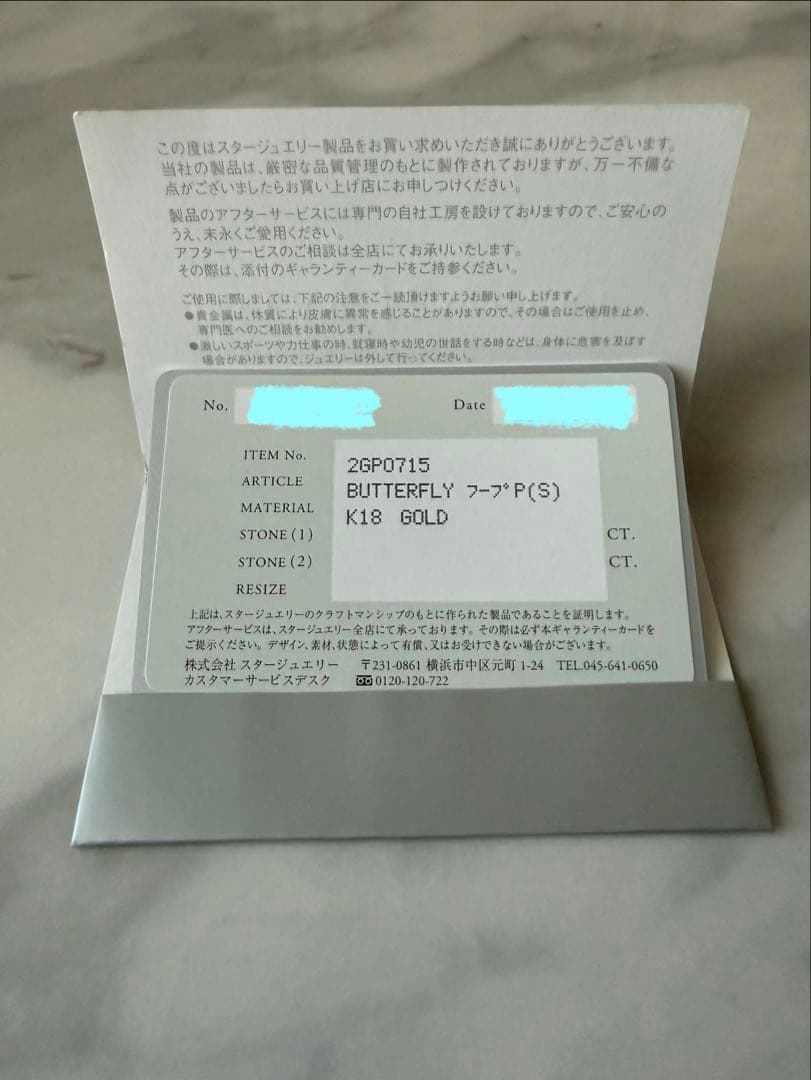 この度はスタージュエリー製品をお買い求めいただき誠にありがとうございます。
当社の製品は、厳密な品質管理のもとに製作されておりますが、万一不備な
点がございましたらお買い上げ店にお申しつけください。
製品のアフターサービスには専門の自社工房を設けておりますので、ご安心の
うえ、末永くご愛用ください。
アフターサービスのご相談は全店にてお承りいたします。
その際は、添付のギャランティーカードをご持参ください。
ご使用に際しましては、下記の注意をご一読頂けますようお願い申し上げます。
●貴金属は、体質により皮膚に異常を感じることがありますので、その場合はご使用を止め、
専門医へのご相談をお勧めします。
●激しいスポーツや力仕事の時、就寝時や幼児の世話をする時などは、身体に危害を及ぼす
場合がありますので、ジュエリーは外して行ってください。
No. Date
ITEM No. 2GP0715
ARTICLE BUTTERFLY フープP(S)
MATERIAL K18 GOLD
STONE (1) CT.
STONE (2) CT.
RESIZE
上記は、スタージュエリーのクラフトマンシップのもとに作られた製品であることを証明します。
アフターサービスは、スタージュエリー全店にて承っております。その際は必ず本ギャランティーカードを
ご提示ください。デザイン、素材、状態によって有償、又はお受けできない場合がございます。
株式会社 スタージュエリー 〒231-0861 横浜市中区元町 1-24 TEL.045-641-0650
カスタマーサービスデスク 0120-120-722